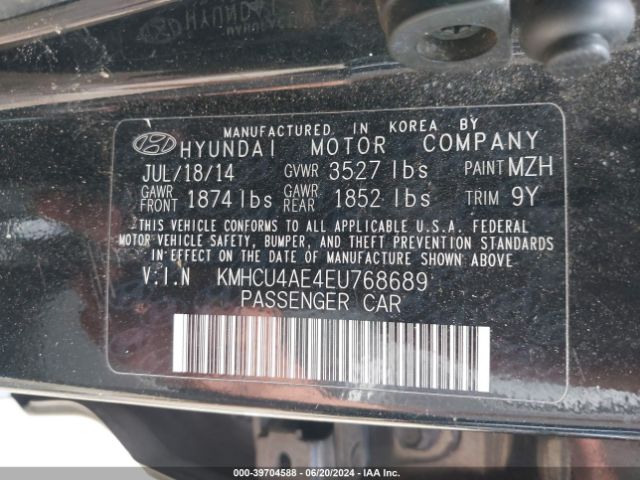 MANUFACTURED IN KOREA BY
HYUNDAI MOTOR COMPANY
JUL/18/14 GVWR 3527 lbs PAINT MZH
GAWR FRONT 1874 lbs GAWR REAR 1852 lbs TRIM 9Y
THIS VEHICLE CONFORMS TO ALL APPLICABLE U.S.A. FEDERAL
MOTOR VEHICLE SAFETY, BUMPER, AND THEFT PREVENTION STANDARDS
IN EFFECT ON THE DATE OF MANUFACTURE SHOWN ABOVE
V.I.N KMHCU4AE4EU768689
PASSENGER CAR
000-39704588 - 06/20/2024 - IAA Inc.